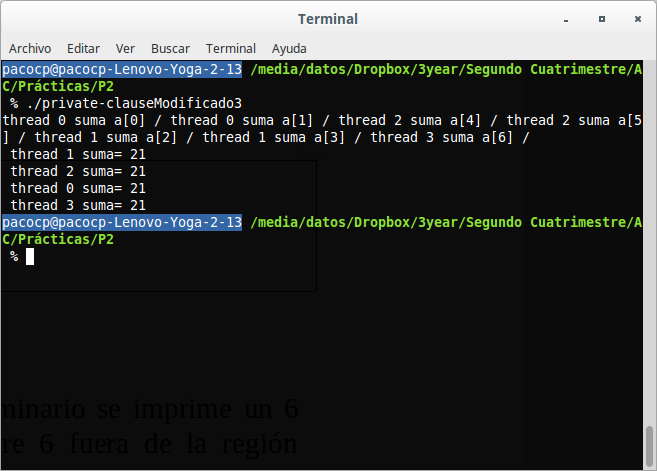 Terminal
Archivo Editar Ver Buscar Terminal Ayuda
pacocp@pacocp-Lenovo-Yoga-2-13 /media/datos/Dropbox/3year/Segundo Cuatrimestre/A
C/Prácticas/P2
% ./private-clauseModificado3
thread 0 suma a[0] / thread 0 suma a[1] / thread 2 suma a[4] / thread 2 suma a[5
] / thread 1 suma a[2] / thread 1 suma a[3] / thread 3 suma a[6] /
thread 1 suma= 21
thread 2 suma= 21
thread 0 suma= 21
thread 3 suma= 21
pacocp@pacocp-Lenovo-Yoga-2-13 /media/datos/Dropbox/3year/Segundo Cuatrimestre/A
C/Prácticas/P2
%
minario se imprime un 6
re 6 fuera de la región